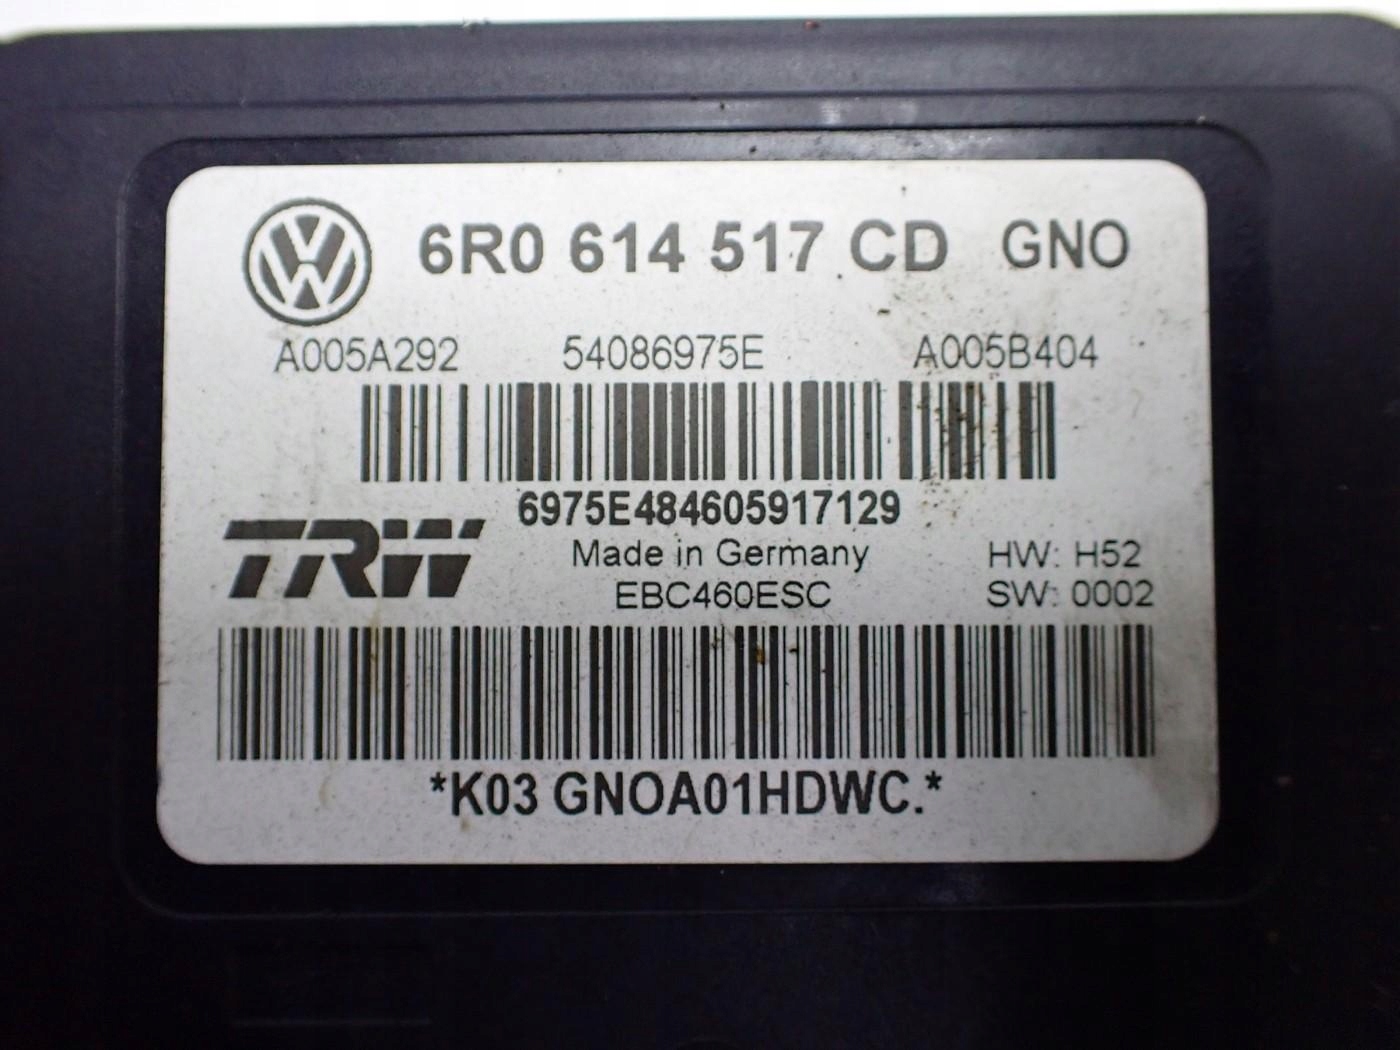 6R0 614 517 CD GNO
A005A292 54086975E A005B404
6975E484605917129
TRW Made in Germany HW: H52
EBC460ESC SW: 0002
*K03 GNOA01HDWC.*